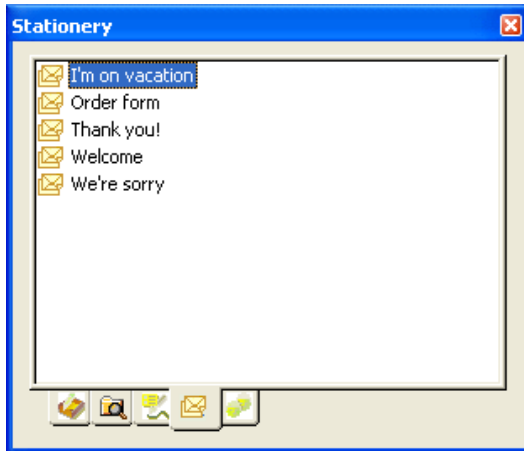 Stationery
I'm on vacation
Order form
Thank you!
Welcome
We're sorry